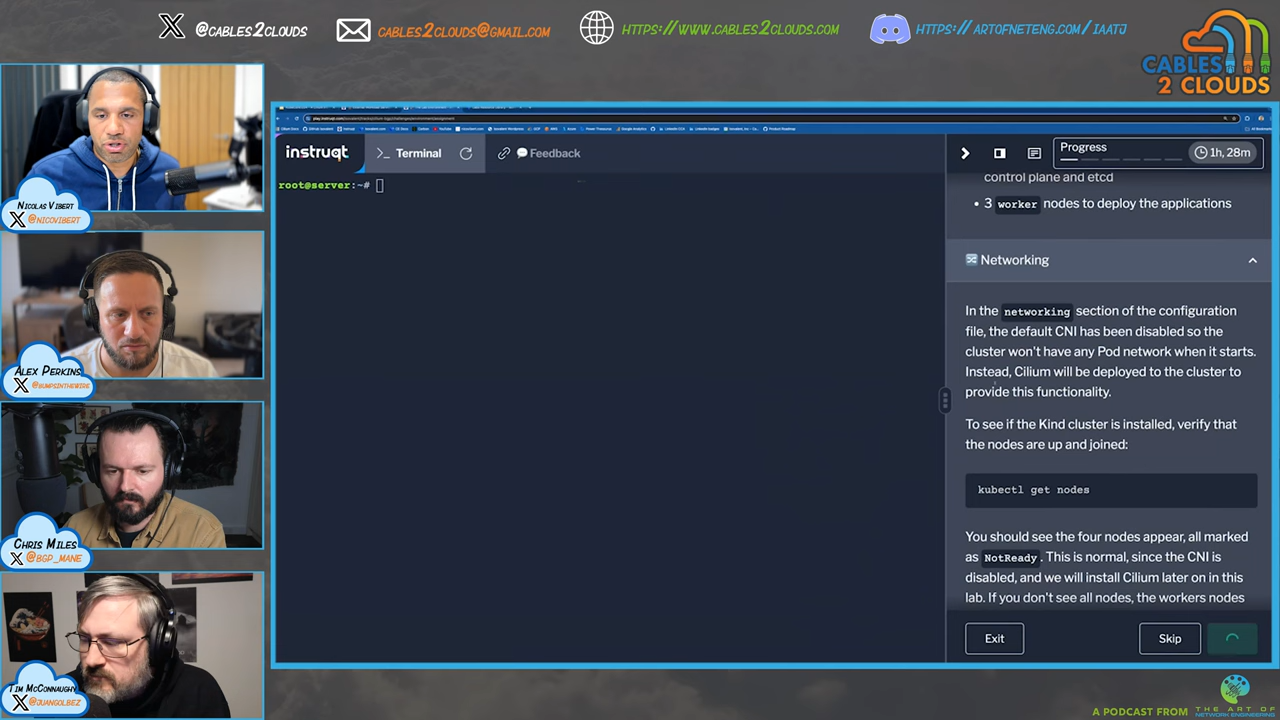 @CABLES2CLOUDS
CABLES2CLOUDS@GMAIL.COM
HTTPS://WWW.CABLES2CLOUDS.COM
HTTPS://ARTOFNETENG.COM/IAATJ
CABLES
2 CLOUDS
NICOLAS VIBERT
@NICOVIBERT
ALEX PERKINS
@BUMPSINTHEWIRE
CHRIS MILES
@BGP_MANE
TIM MCCONNAUGHY
@JUANGOLBEZ
instruqt
>_ Terminal
Feedback
root@server:~#
Progress
1h, 28m
control plane and etcd
• 3 worker nodes to deploy the applications
Networking
In the networking section of the configuration
file, the default CNI has been disabled so the
cluster won't have any Pod network when it starts.
Instead, Cilium will be deployed to the cluster to
provide this functionality.
To see if the Kind cluster is installed, verify that
the nodes are up and joined:
kubectl get nodes
You should see the four nodes appear, all marked
as NotReady. This is normal, since the CNI is
disabled, and we will install Cilium later on in this
lab. If you don't see all nodes, the workers nodes
Exit
Skip
A PODCAST FROM
THE ART OF
NETWORK ENGINEERING